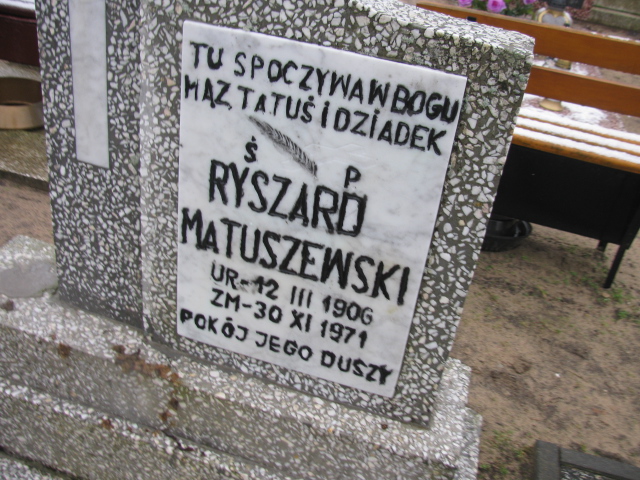 TU SPOCZYWA W BOGU
MĄŻ TATUŚ I DZIADEK
Ś P
RYSZARD
MATUSZEWSKI
UR-12 III 1906
ZM-30 XI 1971
POKÓJ JEGO DUSZY